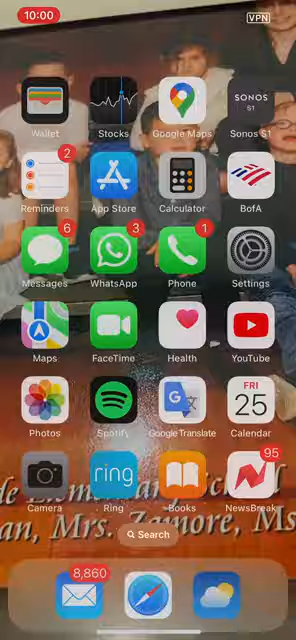 10:00
VPN
SONOS
S1
Wallet
Stocks
Google Maps
Sonos S1
2
Reminders
App Store
Calculator
BofA
6
3
1
Messages
WhatsApp
Phone
Settings
Maps
FaceTime
Health
YouTube
FRI
25
Photos
Spotify
Google Translate
Calendar
ring
95
Camera
Ring
Books
NewsBreak
an, Mrs. Zamore, Ms
Search
8,860